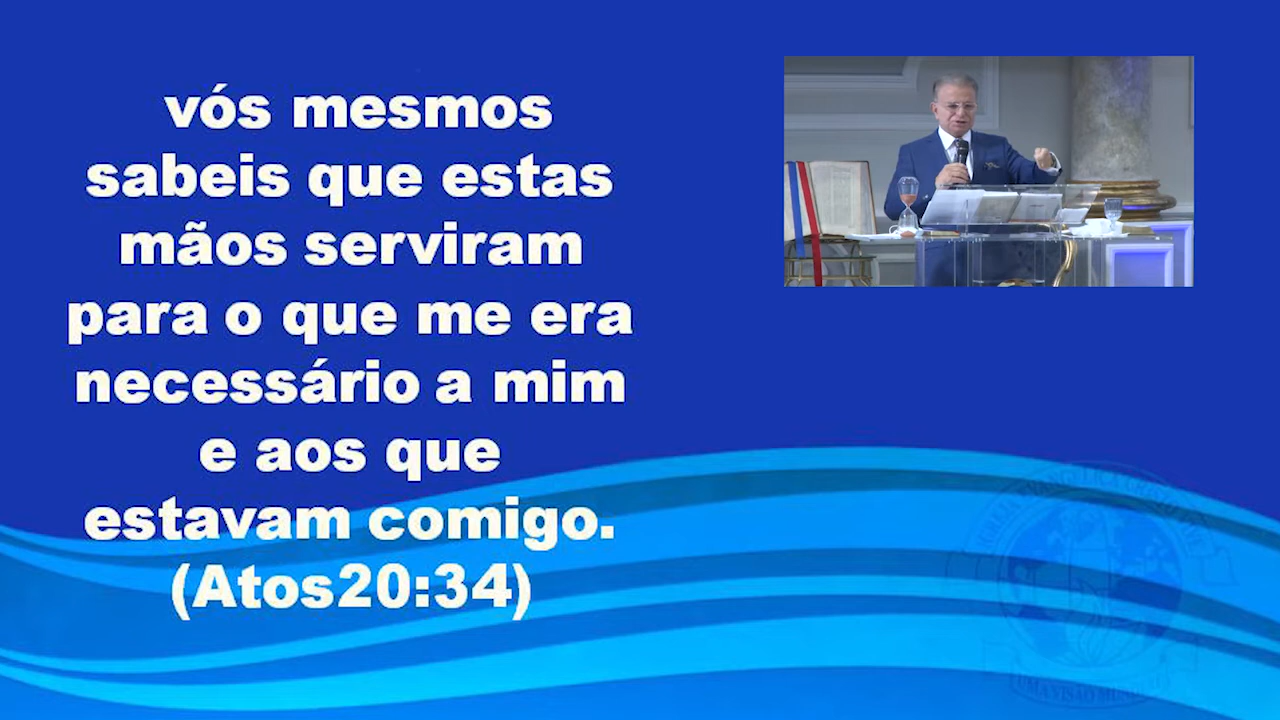 vós mesmos
sabeis que estas
mãos serviram
para o que me era
necessário a mim
e aos que
estavam comigo.
(Atos20:34)